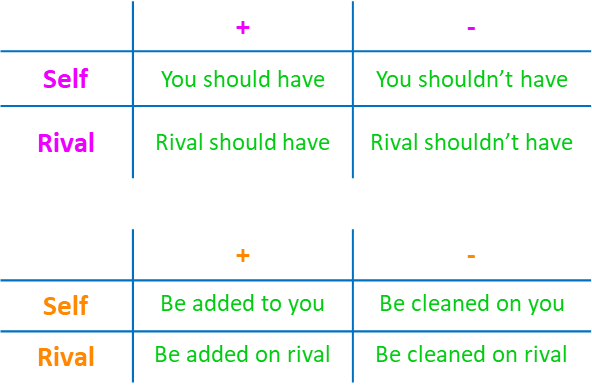 + -
Self You should have You shouldn’t have
Rival Rival should have Rival shouldn’t have
+ -
Self Be added to you Be cleaned on you
Rival Be added on rival Be cleaned on rival